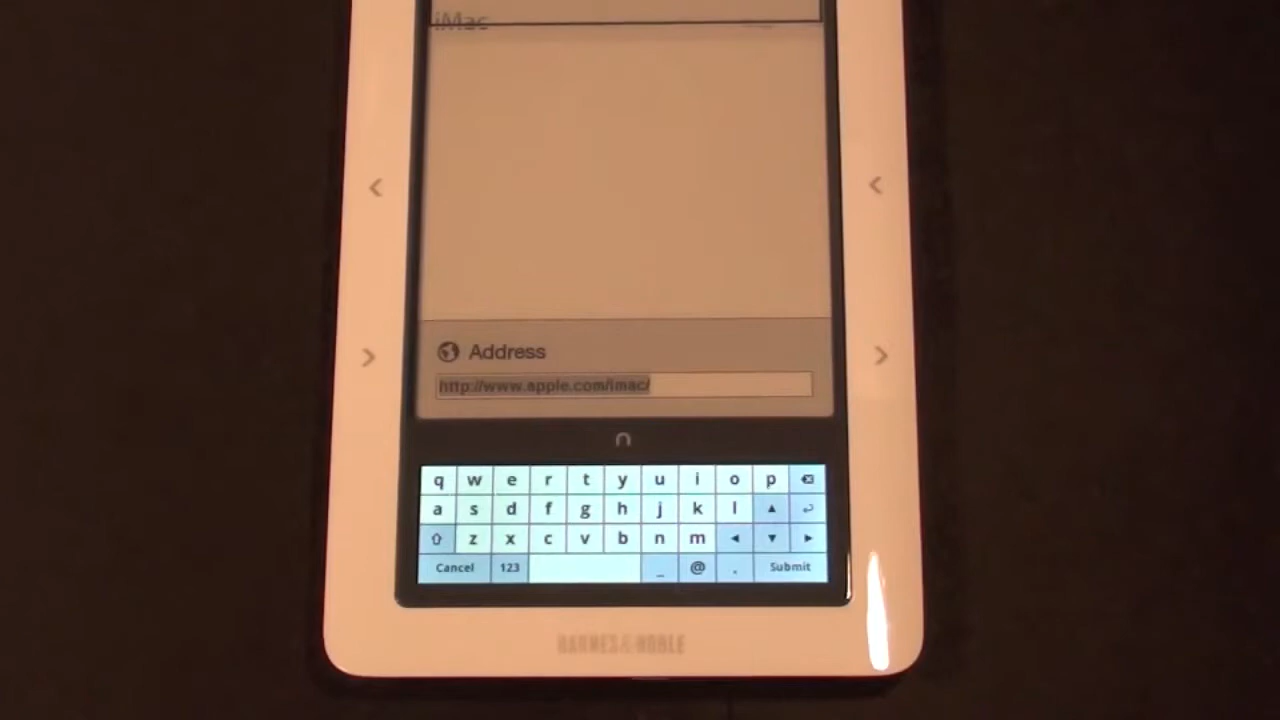 iMac
Address
http://www.apple.com/imac/
q w e r t y u i o p
a s d f g h j k l
z x c v b n m
Cancel 123 _ @ . Submit
BARNES & NOBLE